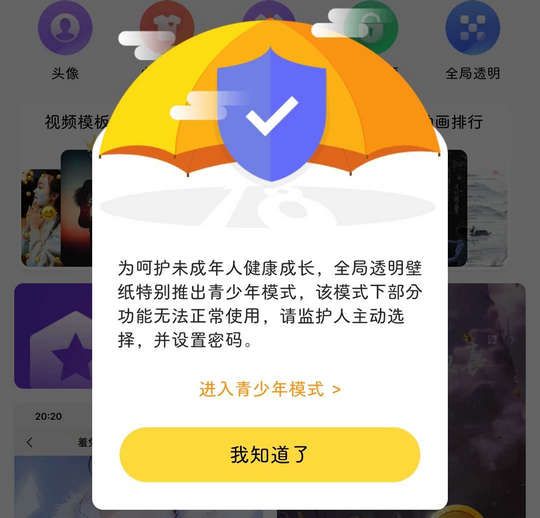 头像
全局透明
视频模板
画排行
18
为呵护未成年人健康成长，全局透明壁
纸特别推出青少年模式，该模式下部分
功能无法正常使用，请监护人主动选
择，并设置密码。
进入青少年模式 >
我知道了
20:20